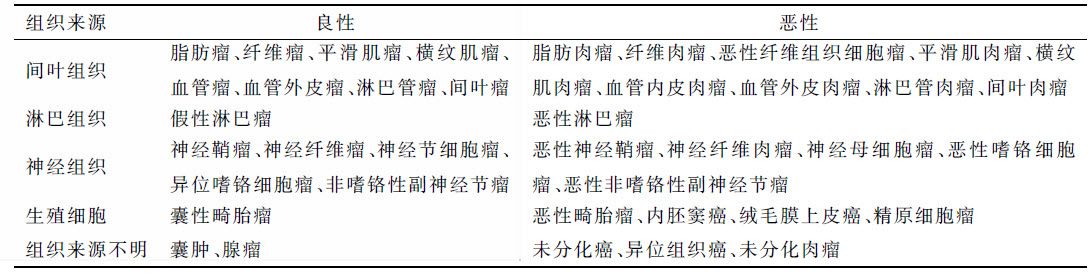 组织来源 良性 恶性
间叶组织 脂肪瘤、纤维瘤、平滑肌瘤、横纹肌瘤、 脂肪肉瘤、纤维肉瘤、恶性纤维组织细胞瘤、平滑肌肉瘤、横纹
血管瘤、血管外皮瘤、淋巴管瘤、间叶瘤 肌肉瘤、血管内皮肉瘤、血管外皮肉瘤、淋巴管肉瘤、间叶肉瘤
淋巴组织 假性淋巴瘤 恶性淋巴瘤
神经组织 神经鞘瘤、神经纤维瘤、神经节细胞瘤、 恶性神经鞘瘤、神经纤维肉瘤、神经母细胞瘤、恶性嗜铬细胞
异位嗜铬细胞瘤、非嗜铬性副神经节瘤 瘤、恶性非嗜铬性副神经节瘤
生殖细胞 囊性畸胎瘤 恶性畸胎瘤、内胚窦癌、绒毛膜上皮癌、精原细胞瘤
组织来源不明 囊肿、腺瘤 未分化癌、异位组织癌、未分化肉瘤